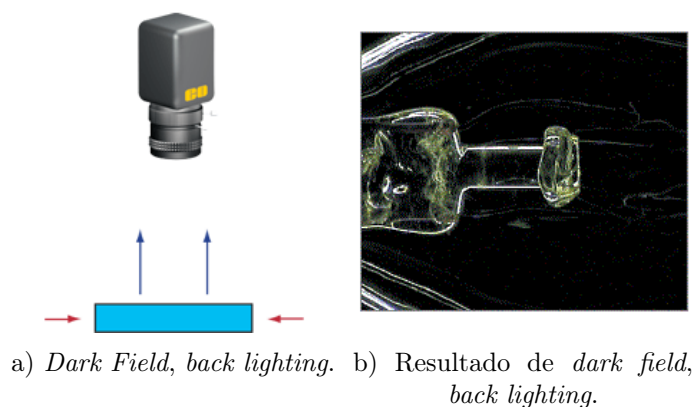 CO
a) Dark Field, back lighting.
b) Resultado de dark field,
back lighting.